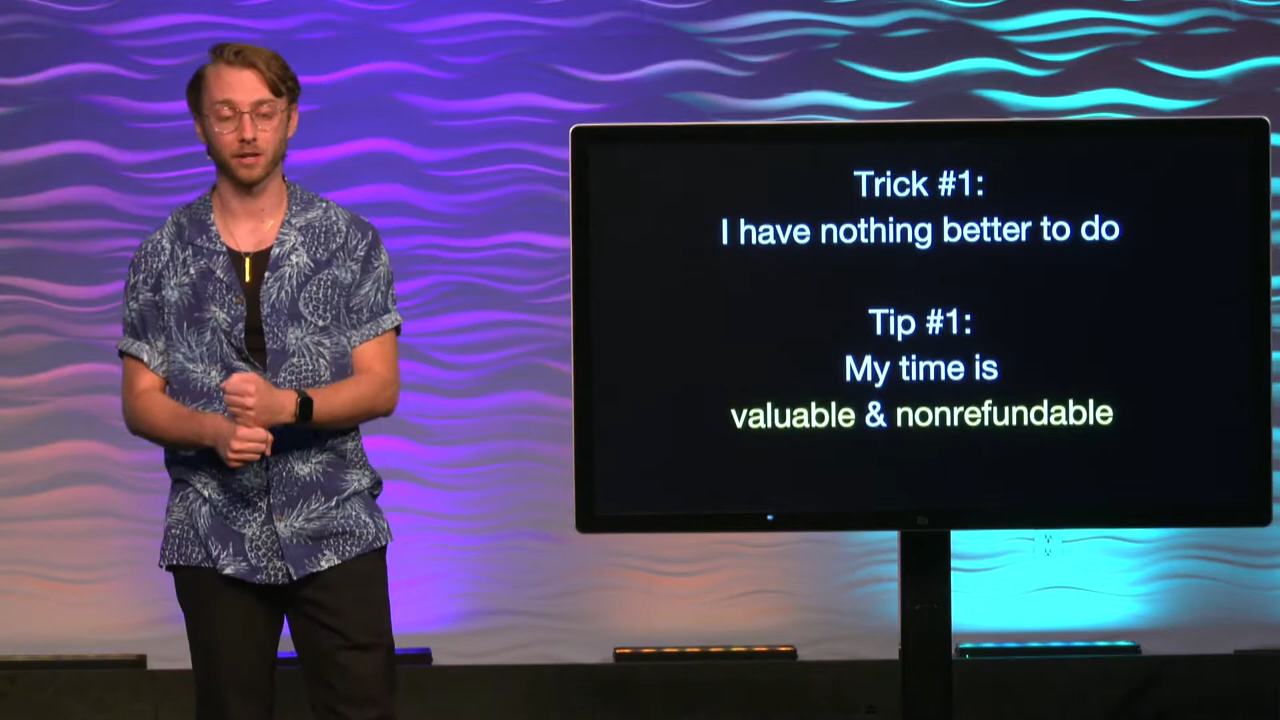 Trick #1:
I have nothing better to do
Tip #1:
My time is
valuable & nonrefundable